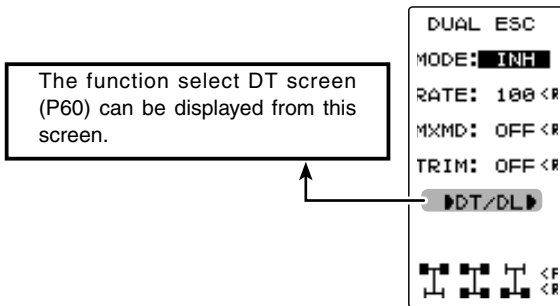 The function select DT screen
(P60) can be displayed from this
screen.
DUAL ESC
MODE: INH
RATE: 100 <R
MXMD: OFF <R
TRIM: OFF <R
DT/DL
<F
<R